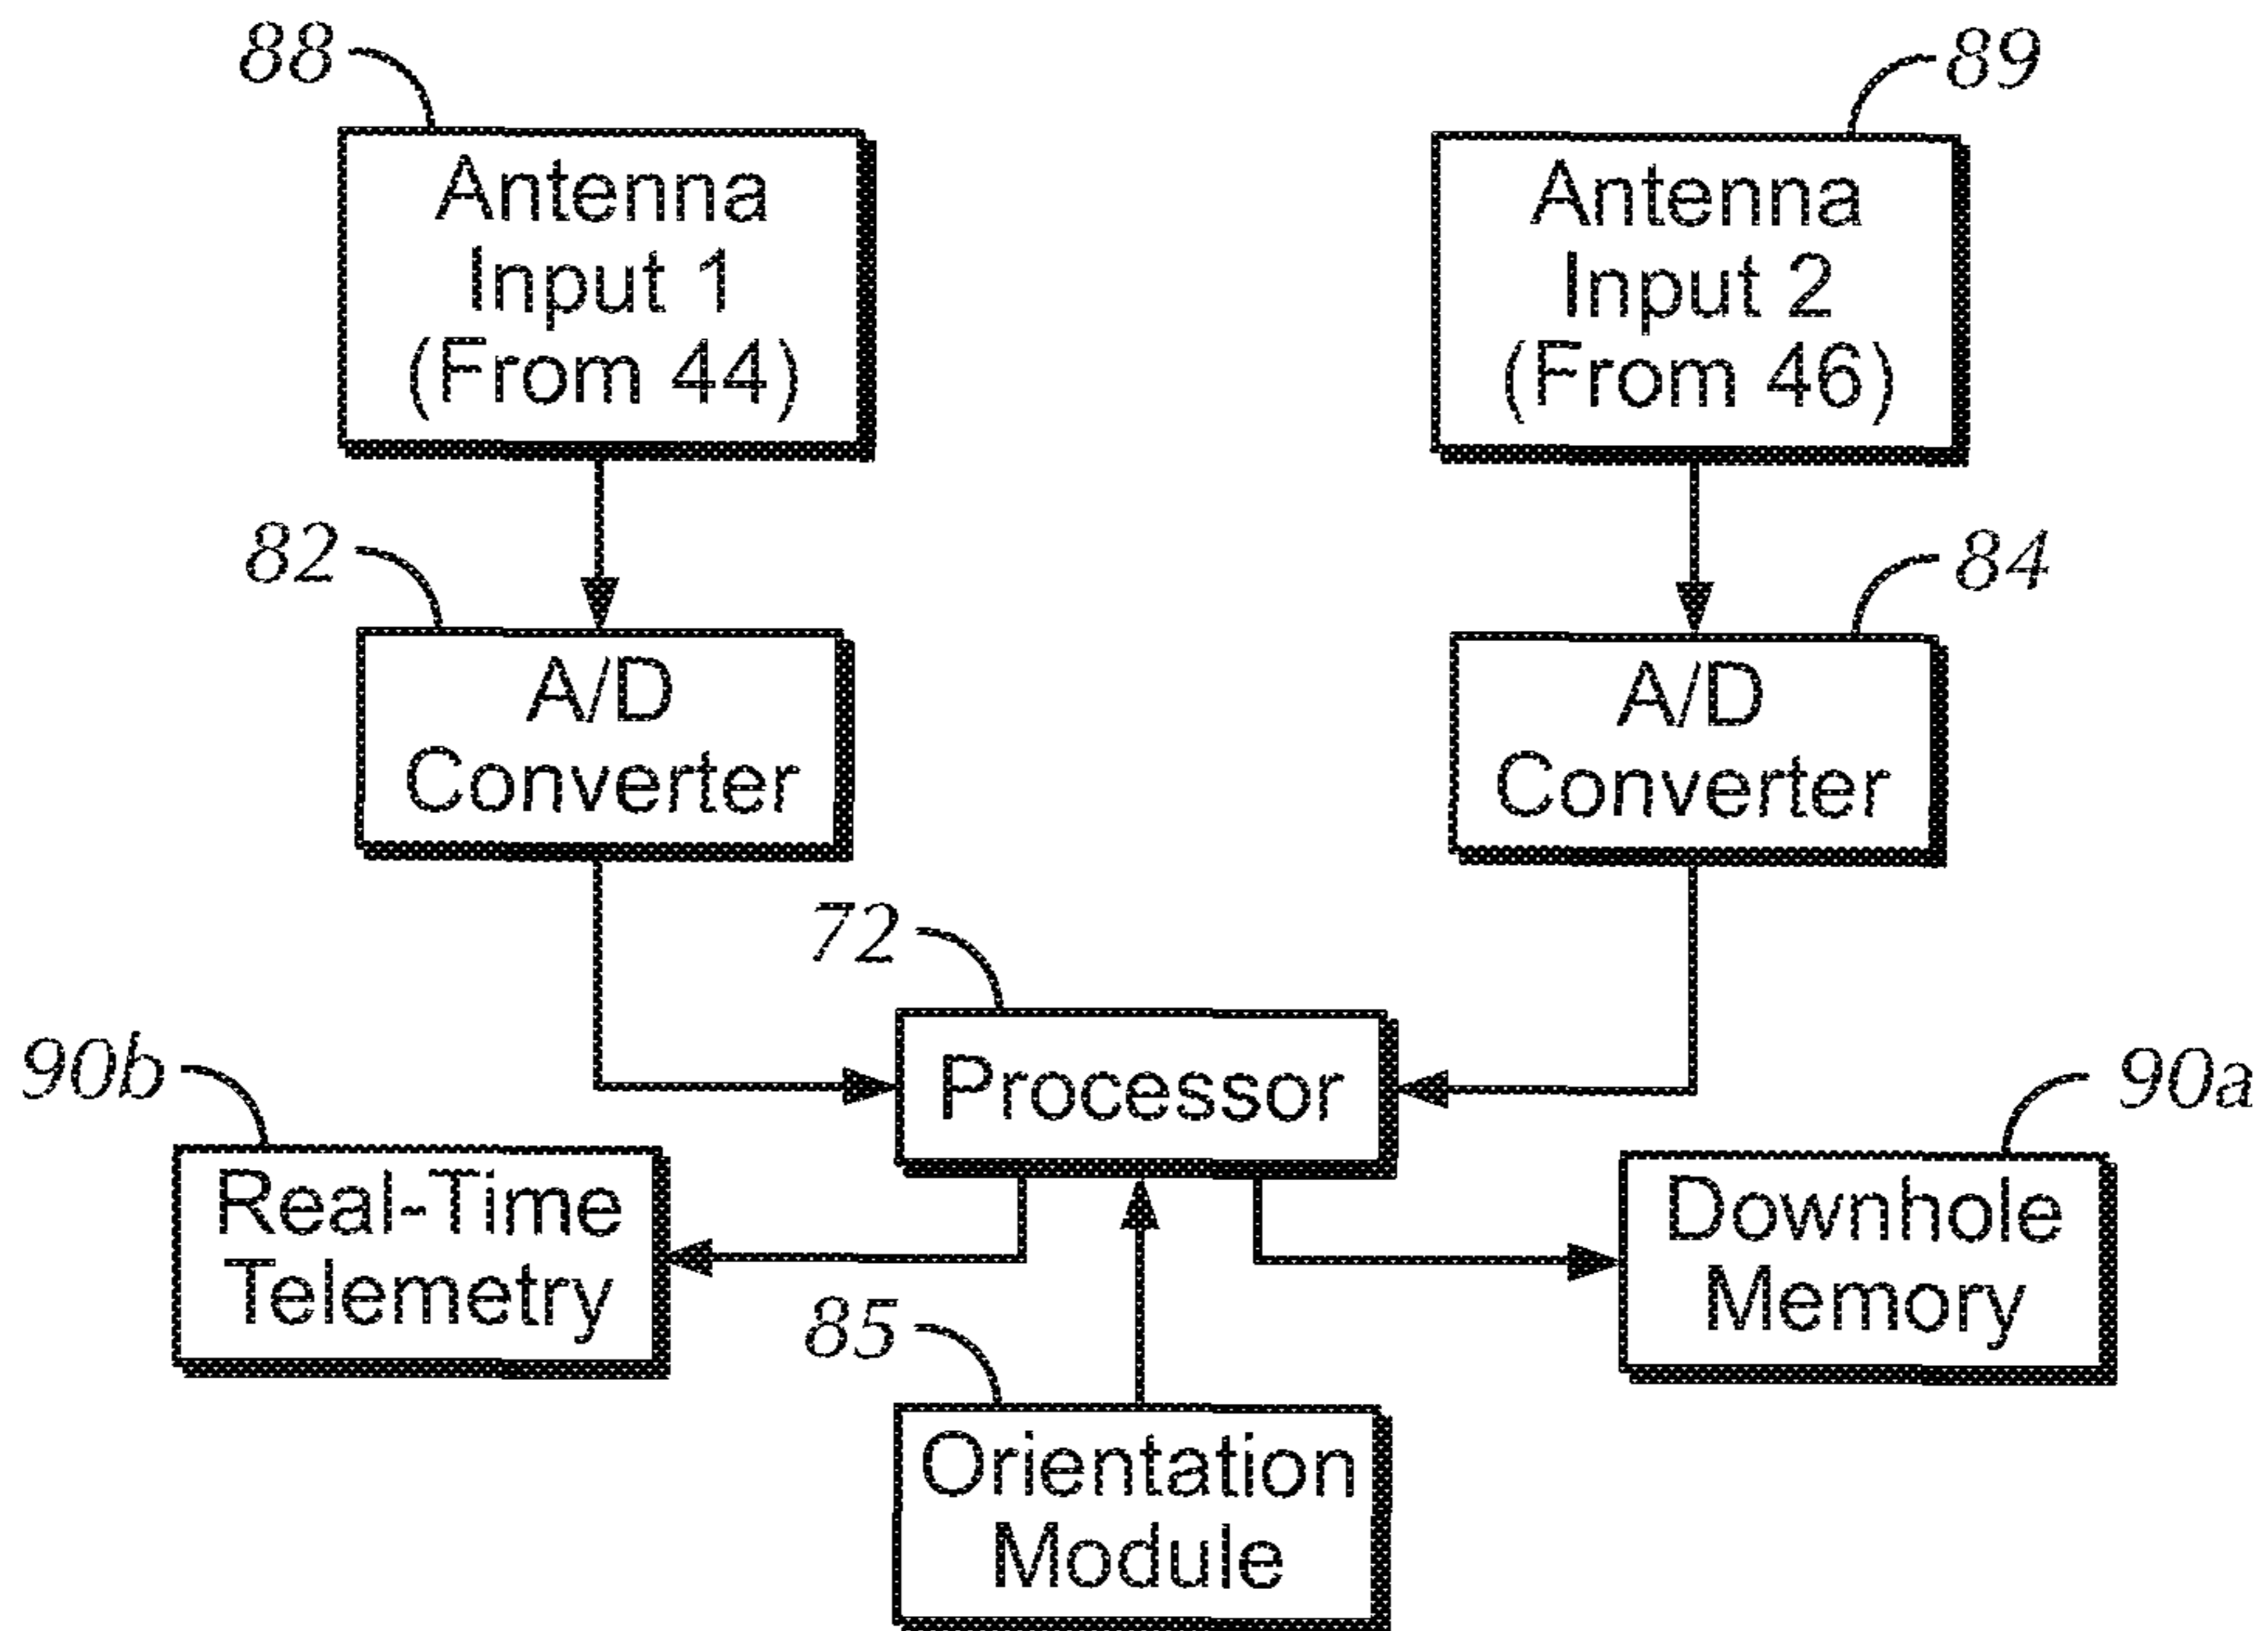 88
89
Antenna
Input 1
(From 44)
Antenna
Input 2
(From 46)
82
84
A/D
Converter
A/D
Converter
72
Processor
90b
90a
Real-Time
Telemetry
Downhole
Memory
85
Orientation
Module